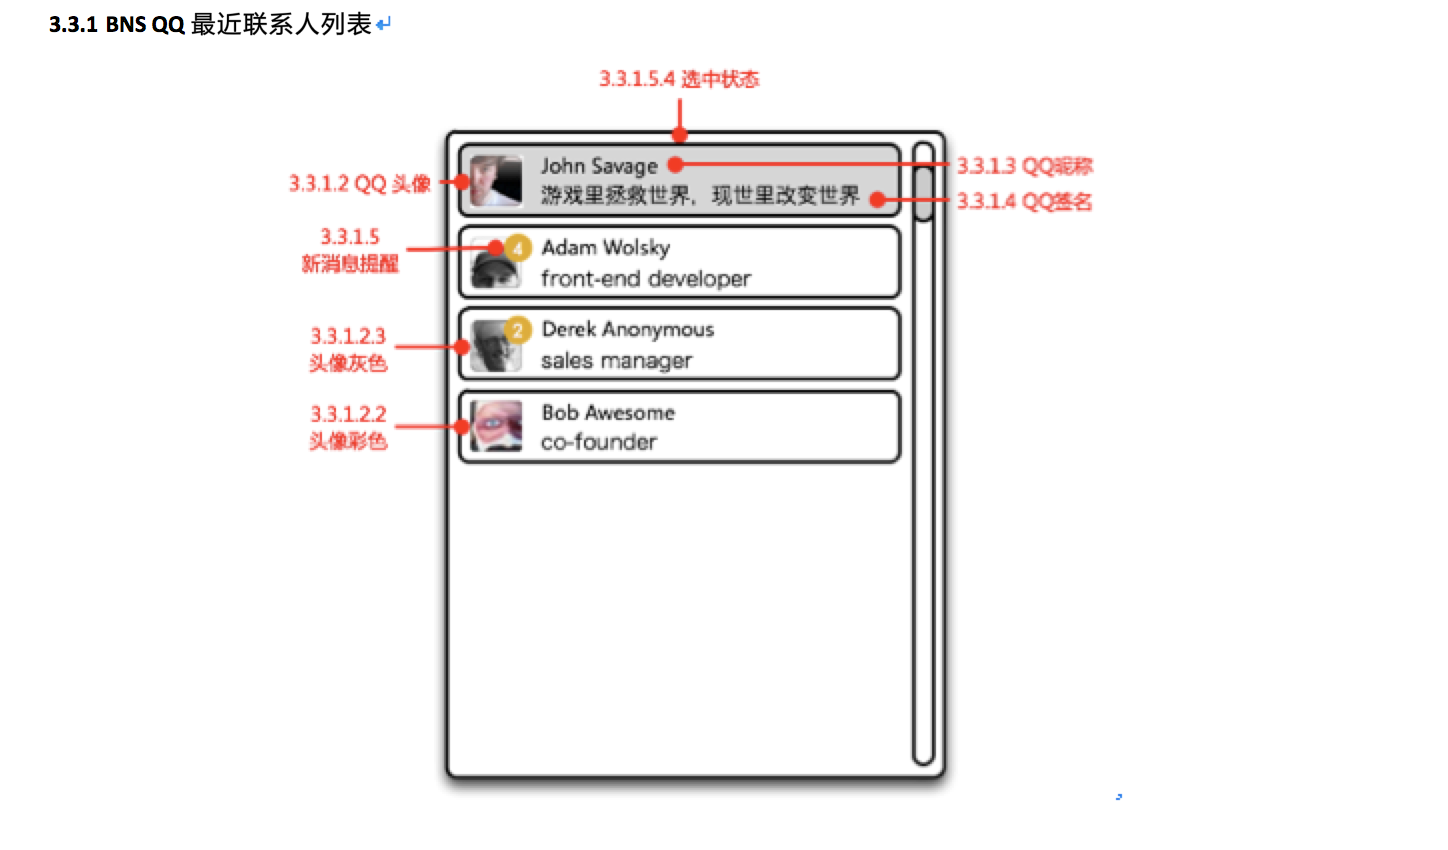 3.3.1 BNS QQ 最近联系人列表
3.3.1.5.4 选中状态
3.3.1.2 QQ 头像
John Savage
3.3.1.3 QQ昵称
游戏里拯救世界，现世里改变世界
3.3.1.4 QQ签名
3.3.1.5
新消息提醒
4
Adam Wolsky
front-end developer
3.3.1.2.3
头像灰色
2
Derek Anonymous
sales manager
3.3.1.2.2
头像彩色
Bob Awesome
co-founder